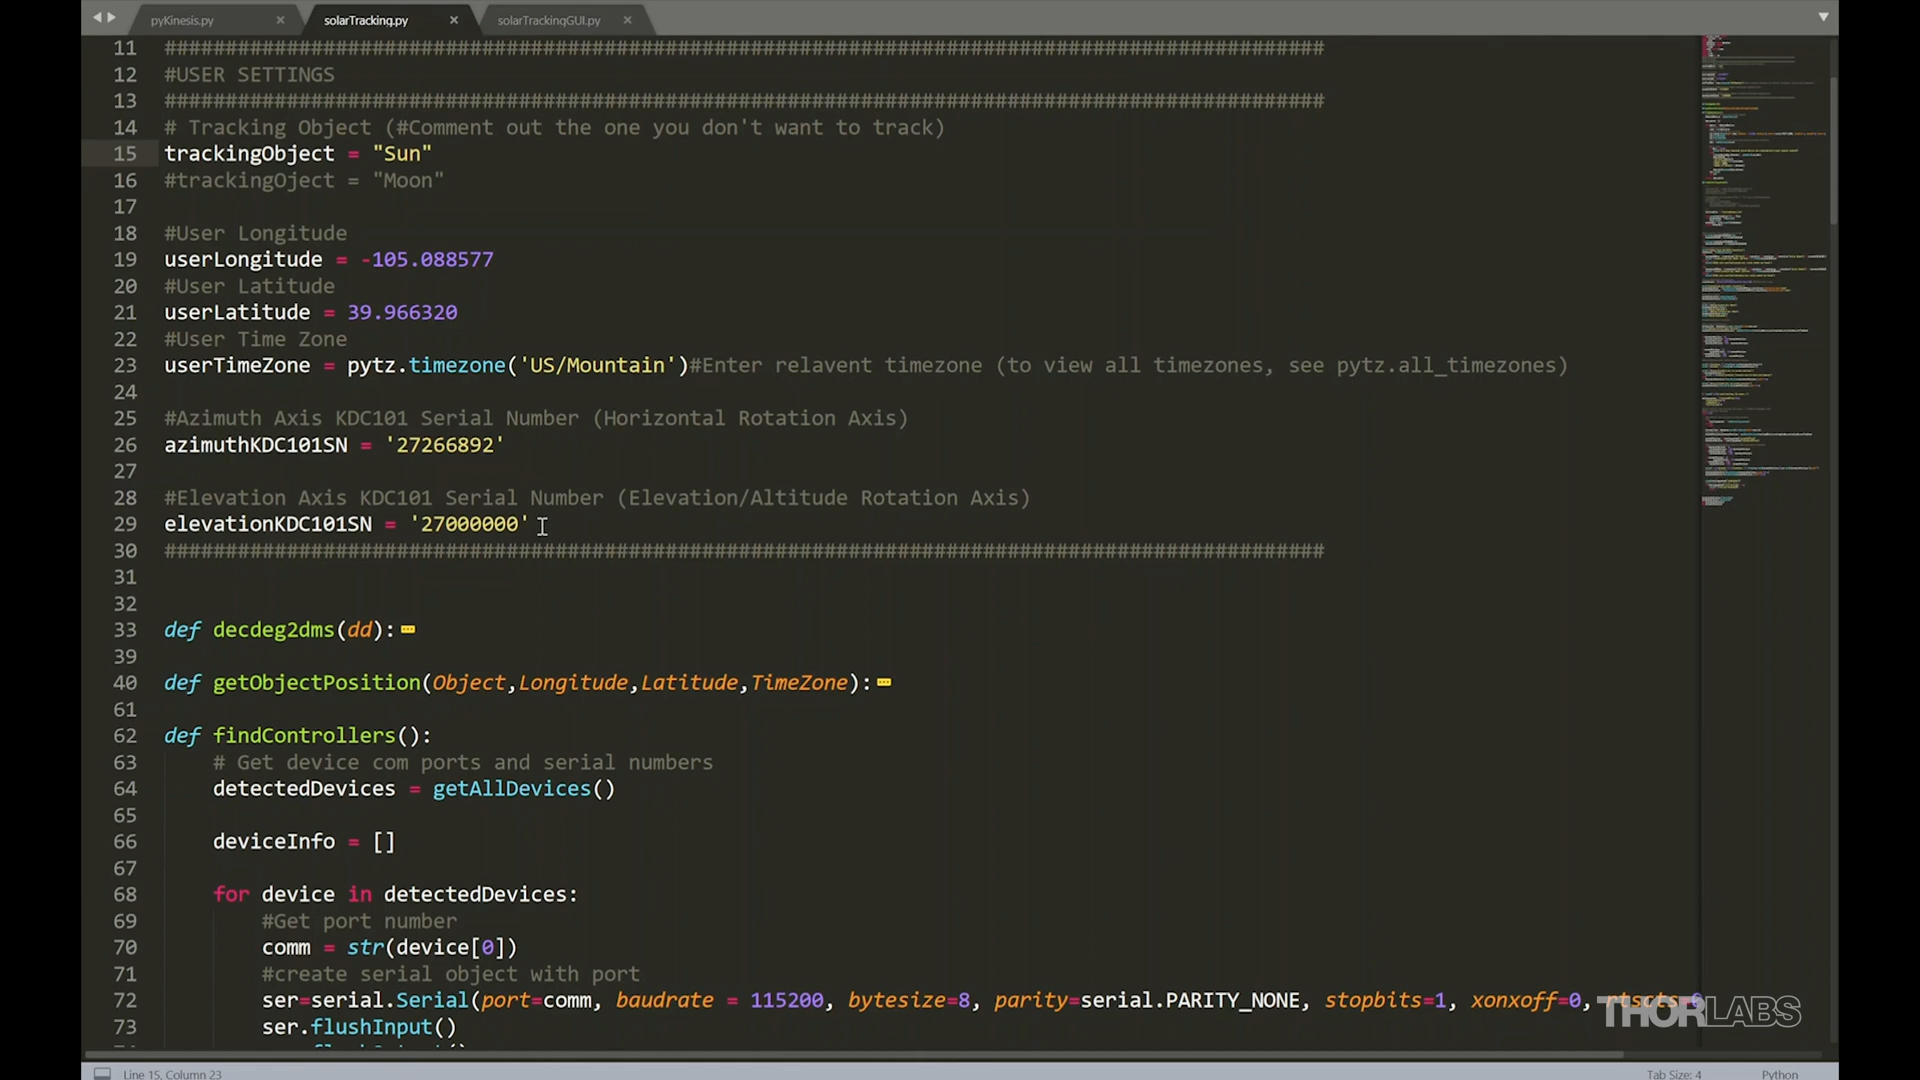 pyKinesis.py × solarTracking.py × solarTrackingGUI.py ×
11 ###############################################################################################
12 #USER SETTINGS
13 ###############################################################################################
14 # Tracking Object (#Comment out the one you don't want to track)
15 trackingObject = "Sun"
16 #trackingOject = "Moon"
17
18 #User Longitude
19 userLongitude = -105.088577
20 #User Latitude
21 userLatitude = 39.966320
22 #User Time Zone
23 userTimeZone = pytz.timezone('US/Mountain')#Enter relavent timezone (to view all timezones, see pytz.all_timezones)
24
25 #Azimuth Axis KDC101 Serial Number (Horizontal Rotation Axis)
26 azimuthKDC101SN = '27266892'
27
28 #Elevation Axis KDC101 Serial Number (Elevation/Altitude Rotation Axis)
29 elevationKDC101SN = '27000000'
30 ###############################################################################################
31
32
33 def decdeg2dms(dd):
39
40 def getObjectPosition(Object,Longitude,Latitude,TimeZone):
61
62 def findControllers():
63 # Get device com ports and serial numbers
64 detectedDevices = getAllDevices()
65
66 deviceInfo = []
67
68 for device in detectedDevices:
69 #Get port number
70 comm = str(device[0])
71 #create serial object with port
72 ser=serial.Serial(port=comm, baudrate = 115200, bytesize=8, parity=serial.PARITY_NONE, stopbits=1, xonxoff=0,
73 ser.flushInput()
THORLABS
Line 15, Column 23 Tab Size: 4 Python